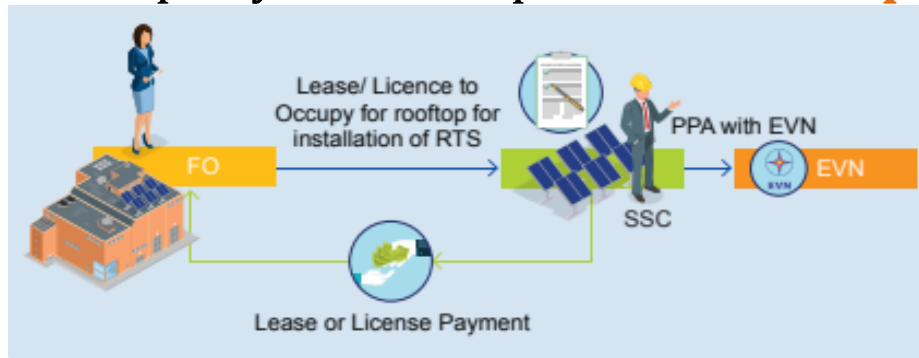 Lease/ Licence to
Occupy for rooftop for
installation of RTS
PPA with EVN
FO
EVN
EVN
SSC
Lease or License Payment